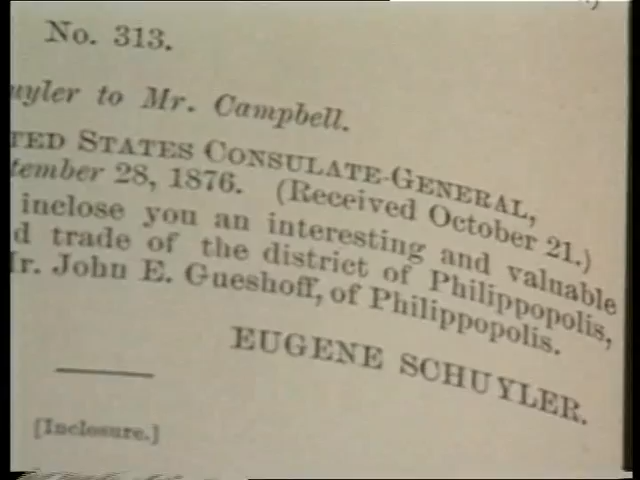 No. 313.
uyler to Mr. Campbell.
TED STATES CONSULATE-GENERAL,
tember 28, 1876. (Received October 21.)
inclose you an interesting and valuable
d trade of the district of Philippopolis,
Mr. John E. Gueshoff, of Philippopolis.
EUGENE SCHUYLER.
[Inclosure.]